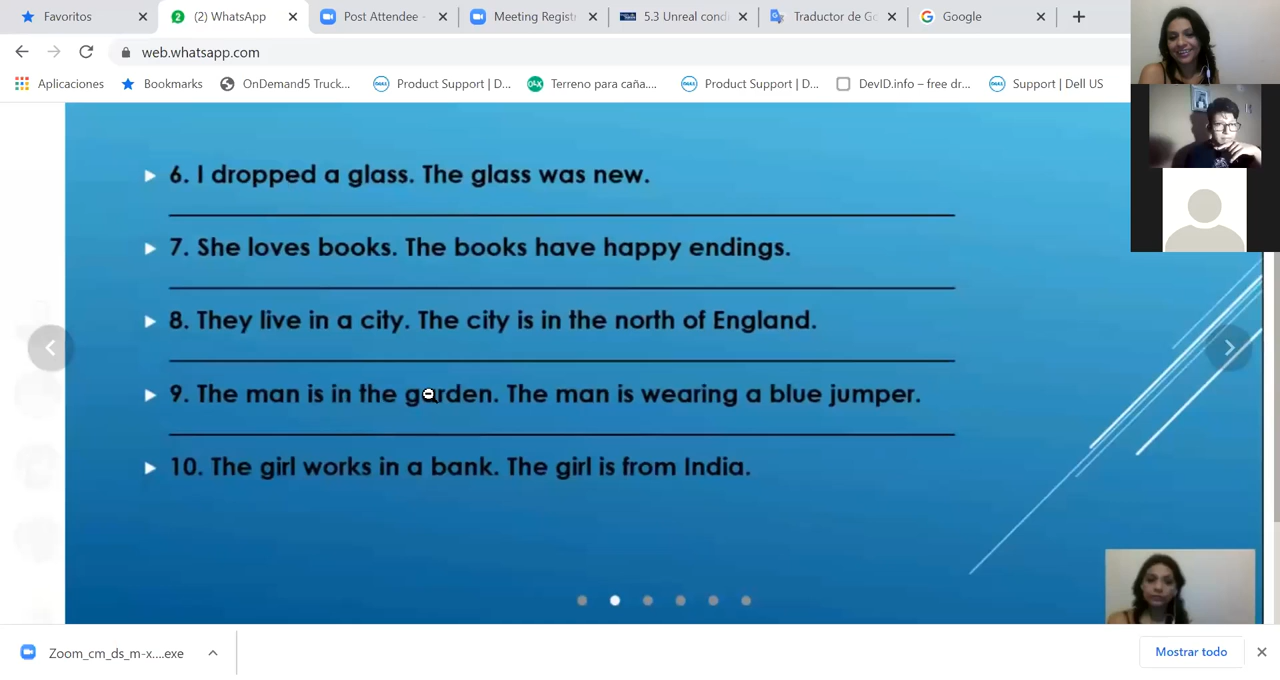 Favoritos
(2) WhatsApp
Post Attendee -
Meeting Regist
5.3 Unreal cond
Traductor de G
Google
web.whatsapp.com
Aplicaciones
Bookmarks
OnDemand5 Truck...
Product Support | D...
Terreno para caña....
Product Support | D...
DevID.info – free dr...
Support | Dell US
6. I dropped a glass. The glass was new.
7. She loves books. The books have happy endings.
8. They live in a city. The city is in the north of England.
9. The man is in the garden. The man is wearing a blue jumper.
10. The girl works in a bank. The girl is from India.
Zoom_cm_ds_m-x....exe
Mostrar todo